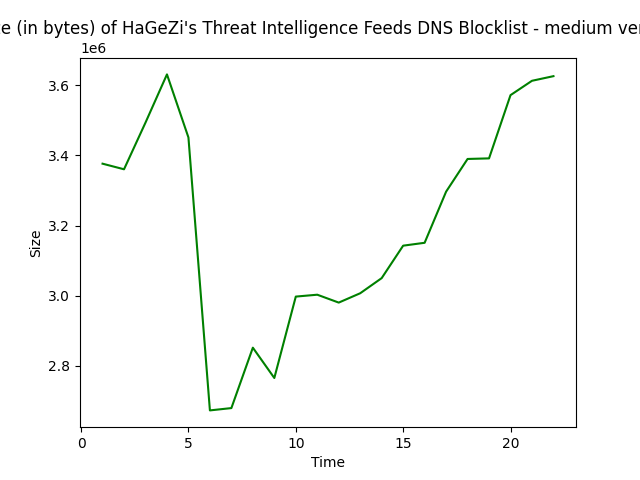 (in bytes) of HaGeZi's Threat Intelligence Feeds DNS Blocklist - medium
1e6
3.6
3.4
3.2
3.0
2.8
Size
0 5 10 15 20
Time